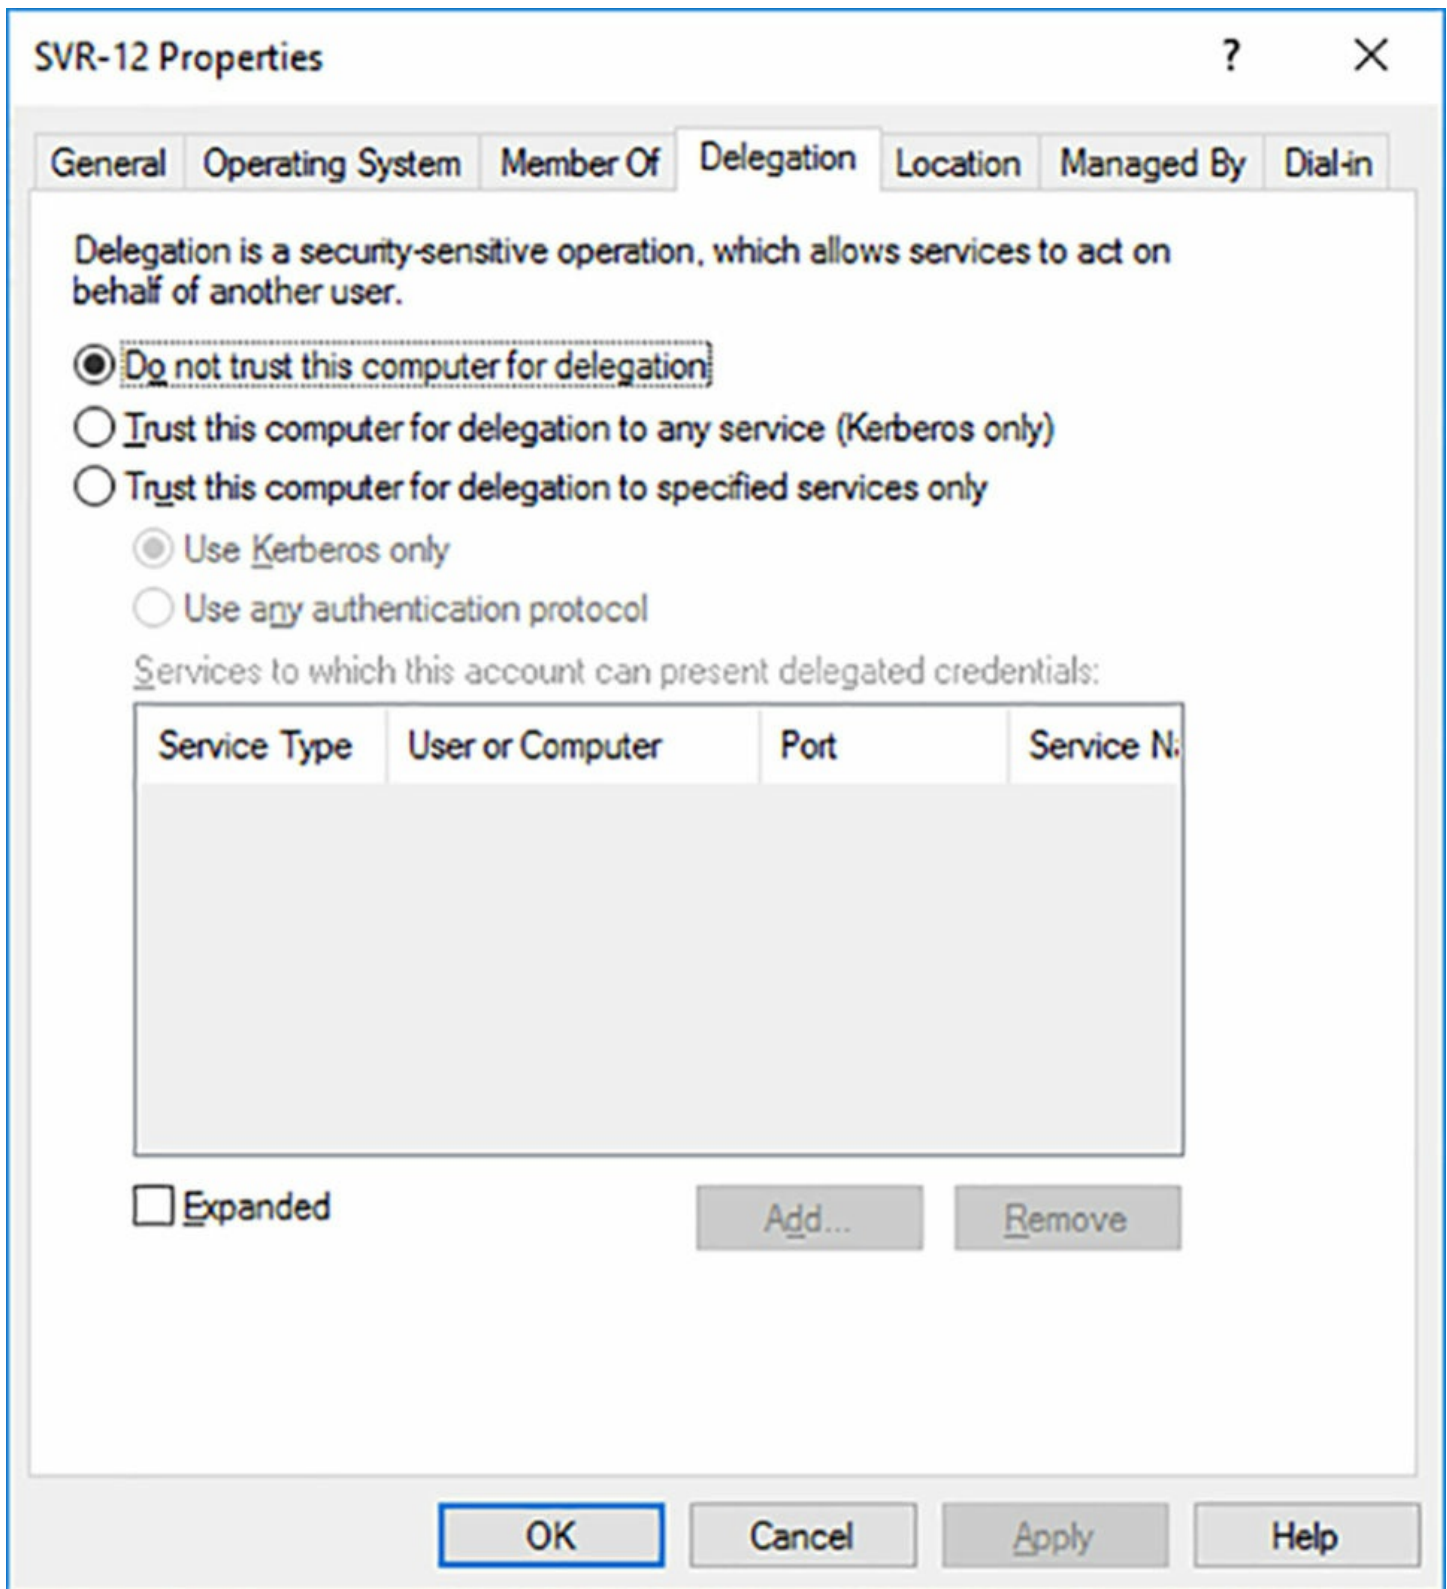 SVR-12 Properties ?
General Operating System Member Of Delegation Location Managed By Dial-in
Delegation is a security-sensitive operation, which allows services to act on
behalf of another user.
Do not trust this computer for delegation
Trust this computer for delegation to any service (Kerberos only)
Trust this computer for delegation to specified services only
Use Kerberos only
Use any authentication protocol
Services to which this account can present delegated credentials:
Service Type User or Computer Port Service Na
Expanded Add... Remove
OK Cancel Apply Help